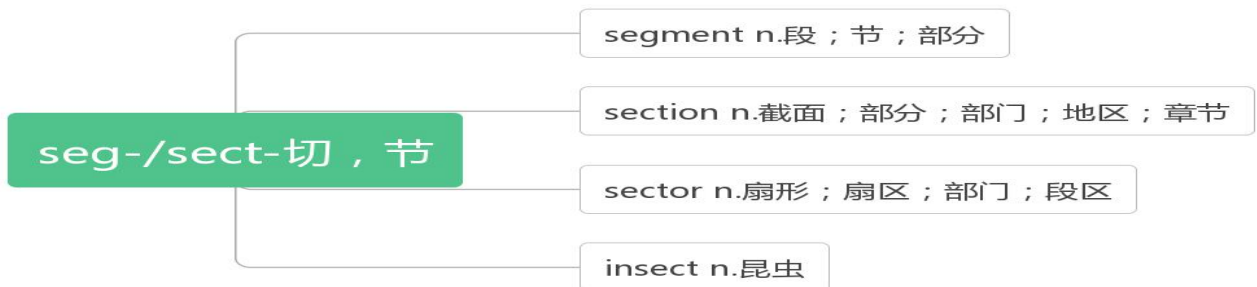 seg-/sect-切，节
segment n.段；节；部分
section n.截面；部分；部门；地区；章节
sector n.扇形；扇区；部门；段区
insect n.昆虫